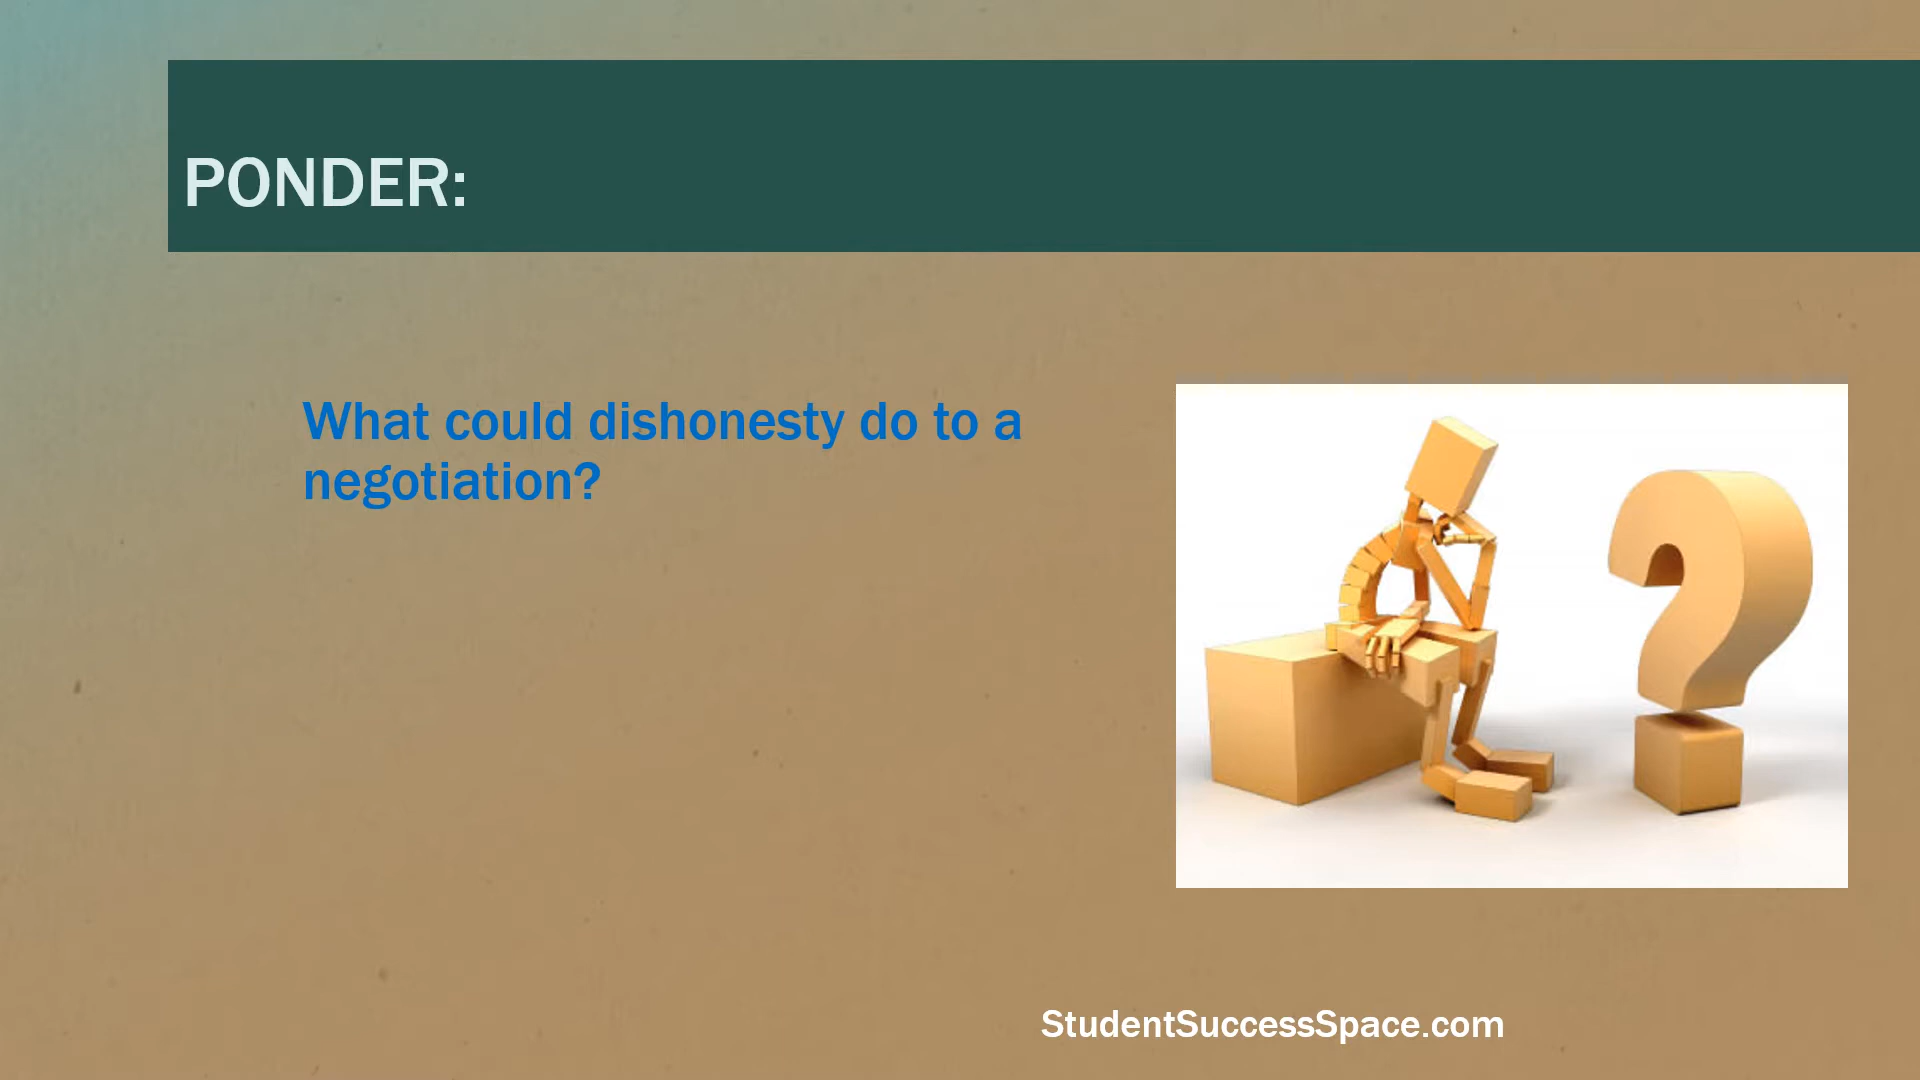 PONDER:
What could dishonesty do to a
negotiation?
StudentSuccessSpace.com